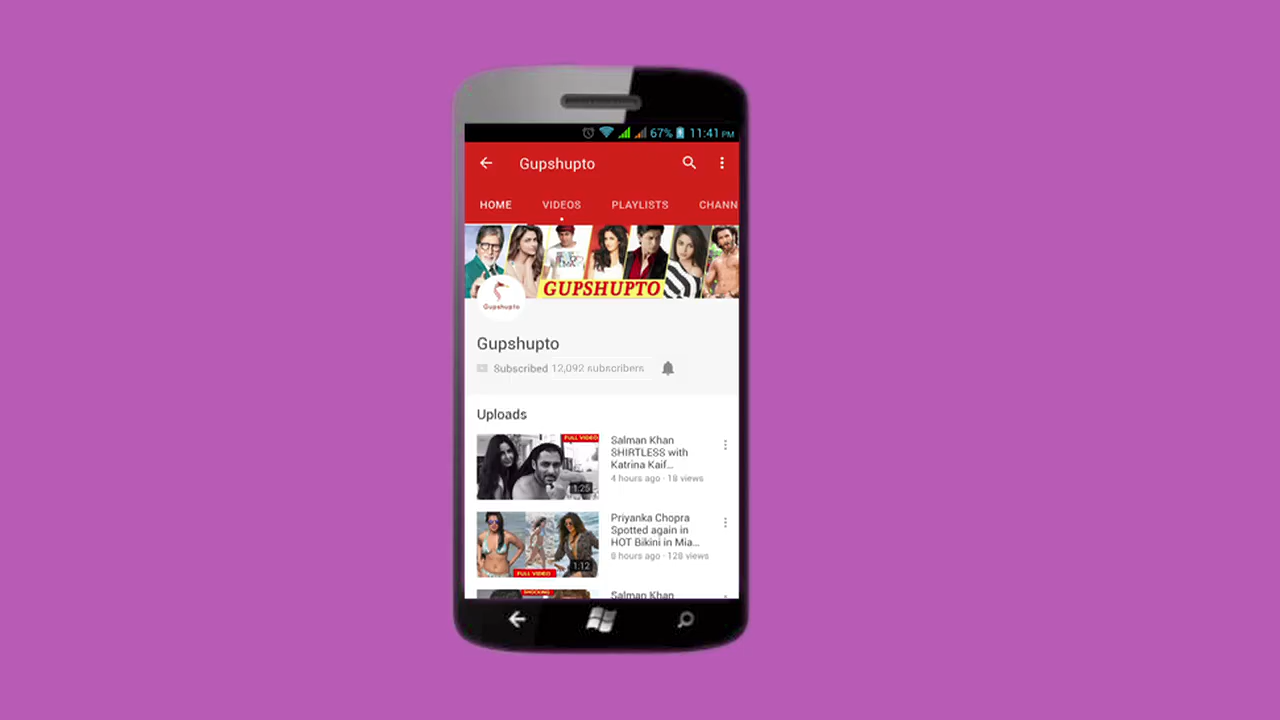 67% 11:41 PM
Gupshupto
HOME VIDEOS PLAYLISTS CHANN
GUPSHUPTO
Gupshupto
Gupshupto
Subscribed 12,092 subscribers
Uploads
FULL VIDEO
1:25
Salman Khan
SHIRTLESS with
Katrina Kaif...
4 hours ago · 18 views
FULL VIDEO
1:12
Priyanka Chopra
Spotted again in
HOT Bikini in Mia...
8 hours ago · 128 views
SHOCKING
Salman Khan